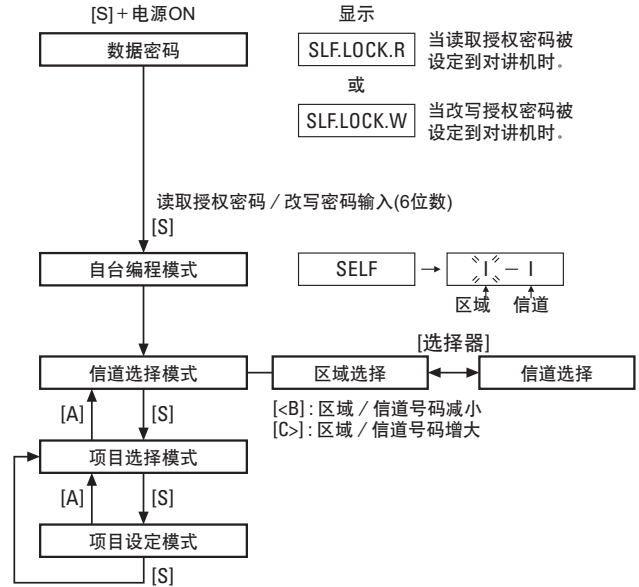 [S]+电源ON
显示
数据密码
SLF.LOCK.R
当读取授权密码被
设定到对讲机时。
或
SLF.LOCK.W
当改写授权密码被
设定到对讲机时。
读取授权密码 / 改写密码输入(6位数)
[S]
自台编程模式
SELF
1 – 1
区域
信道
[选择器]
信道选择模式
区域选择
信道选择
[<B] : 区域 / 信道号码减小
[C>] : 区域 / 信道号码增大
[A]
[S]
项目选择模式
[A]
[S]
项目设定模式
[S]